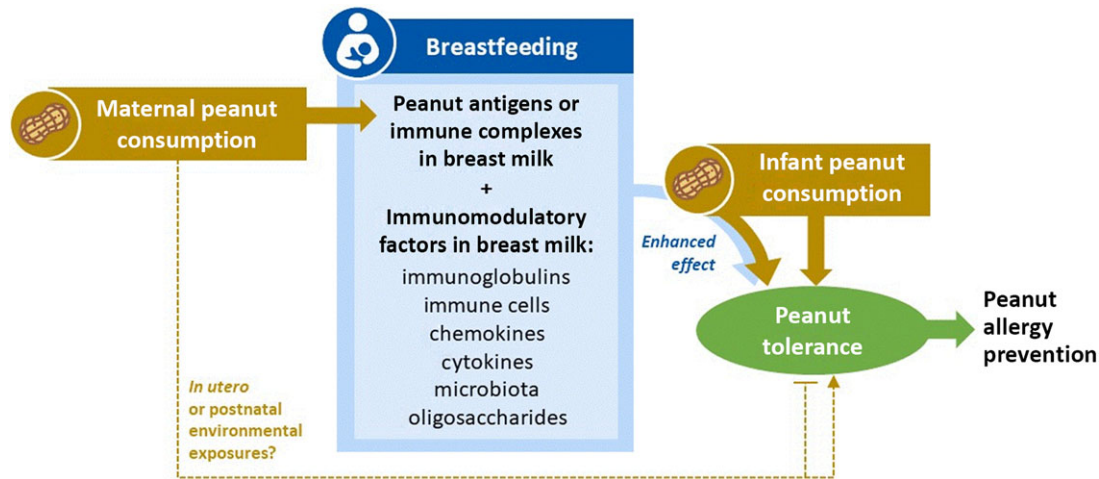 Breastfeeding
Maternal peanut
consumption
Peanut antigens or
immune complexes
in breast milk
+
Immunomodulatory
factors in breast milk:
immunoglobulins
immune cells
chemokines
cytokines
microbiota
oligosaccharides
Infant peanut
consumption
Enhanced
effect
Peanut
tolerance
Peanut
allergy
prevention
In utero
or postnatal
environmental
exposures?